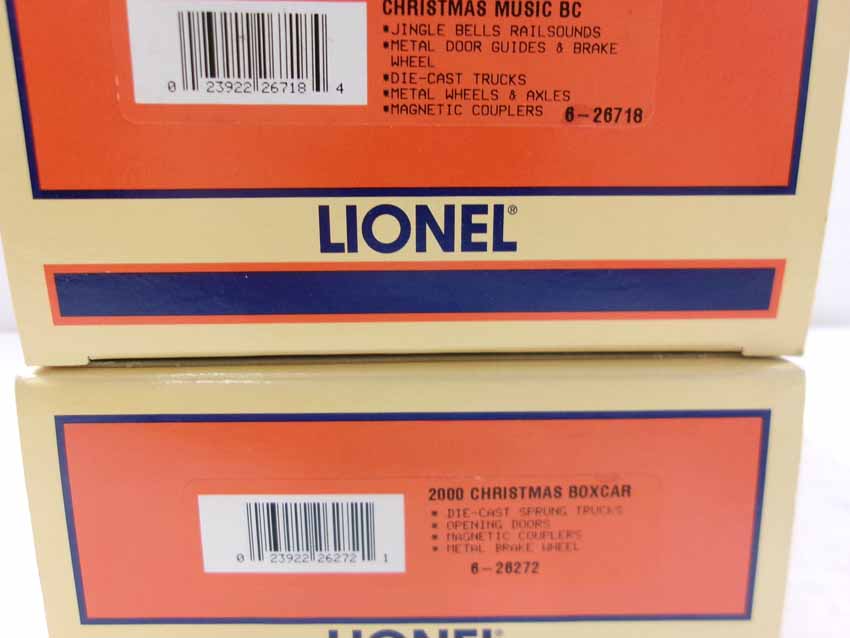 CHRISTMAS MUSIC BC
*JINGLE BELLS RAILSOUNDS
*METAL DOOR GUIDES & BRAKE
WHEEL
*DIE-CAST TRUCKS
*METAL WHEELS & AXLES
*MAGNETIC COUPLERS 6-26718
0 23922 26718 4
LIONEL®
2000 CHRISTMAS BOXCAR
* DIE-CAST SPRUNG TRUCKS
* OPENING DOORS
* MAGNETIC COUPLERS
* METAL BRAKE WHEEL
6-26272
0 23922 26272 1
LIONEL®